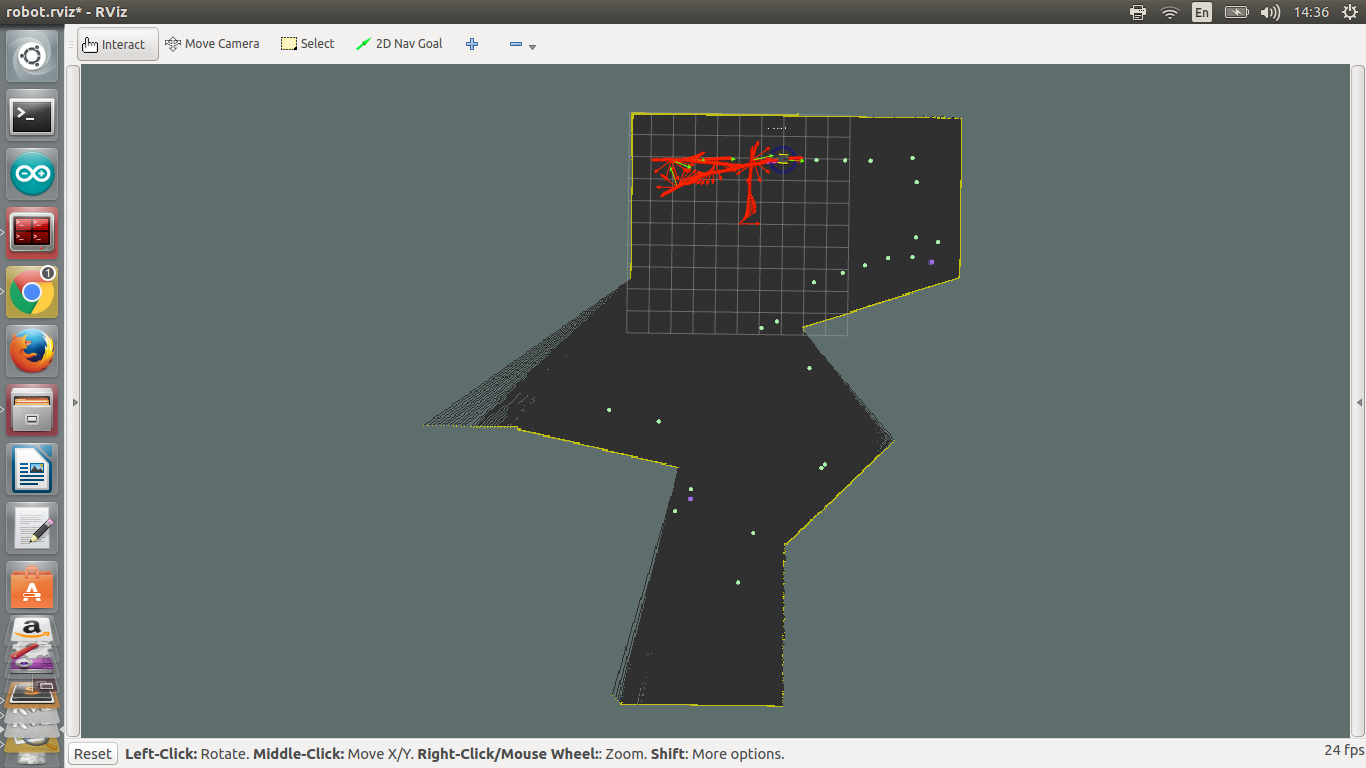 robot.rviz* - RViz
En
14:36
Interact
Move Camera
Select
2D Nav Goal
1
Reset
Left-Click: Rotate. Middle-Click: Move X/Y. Right-Click/Mouse Wheel:: Zoom. Shift: More options.
24 fps